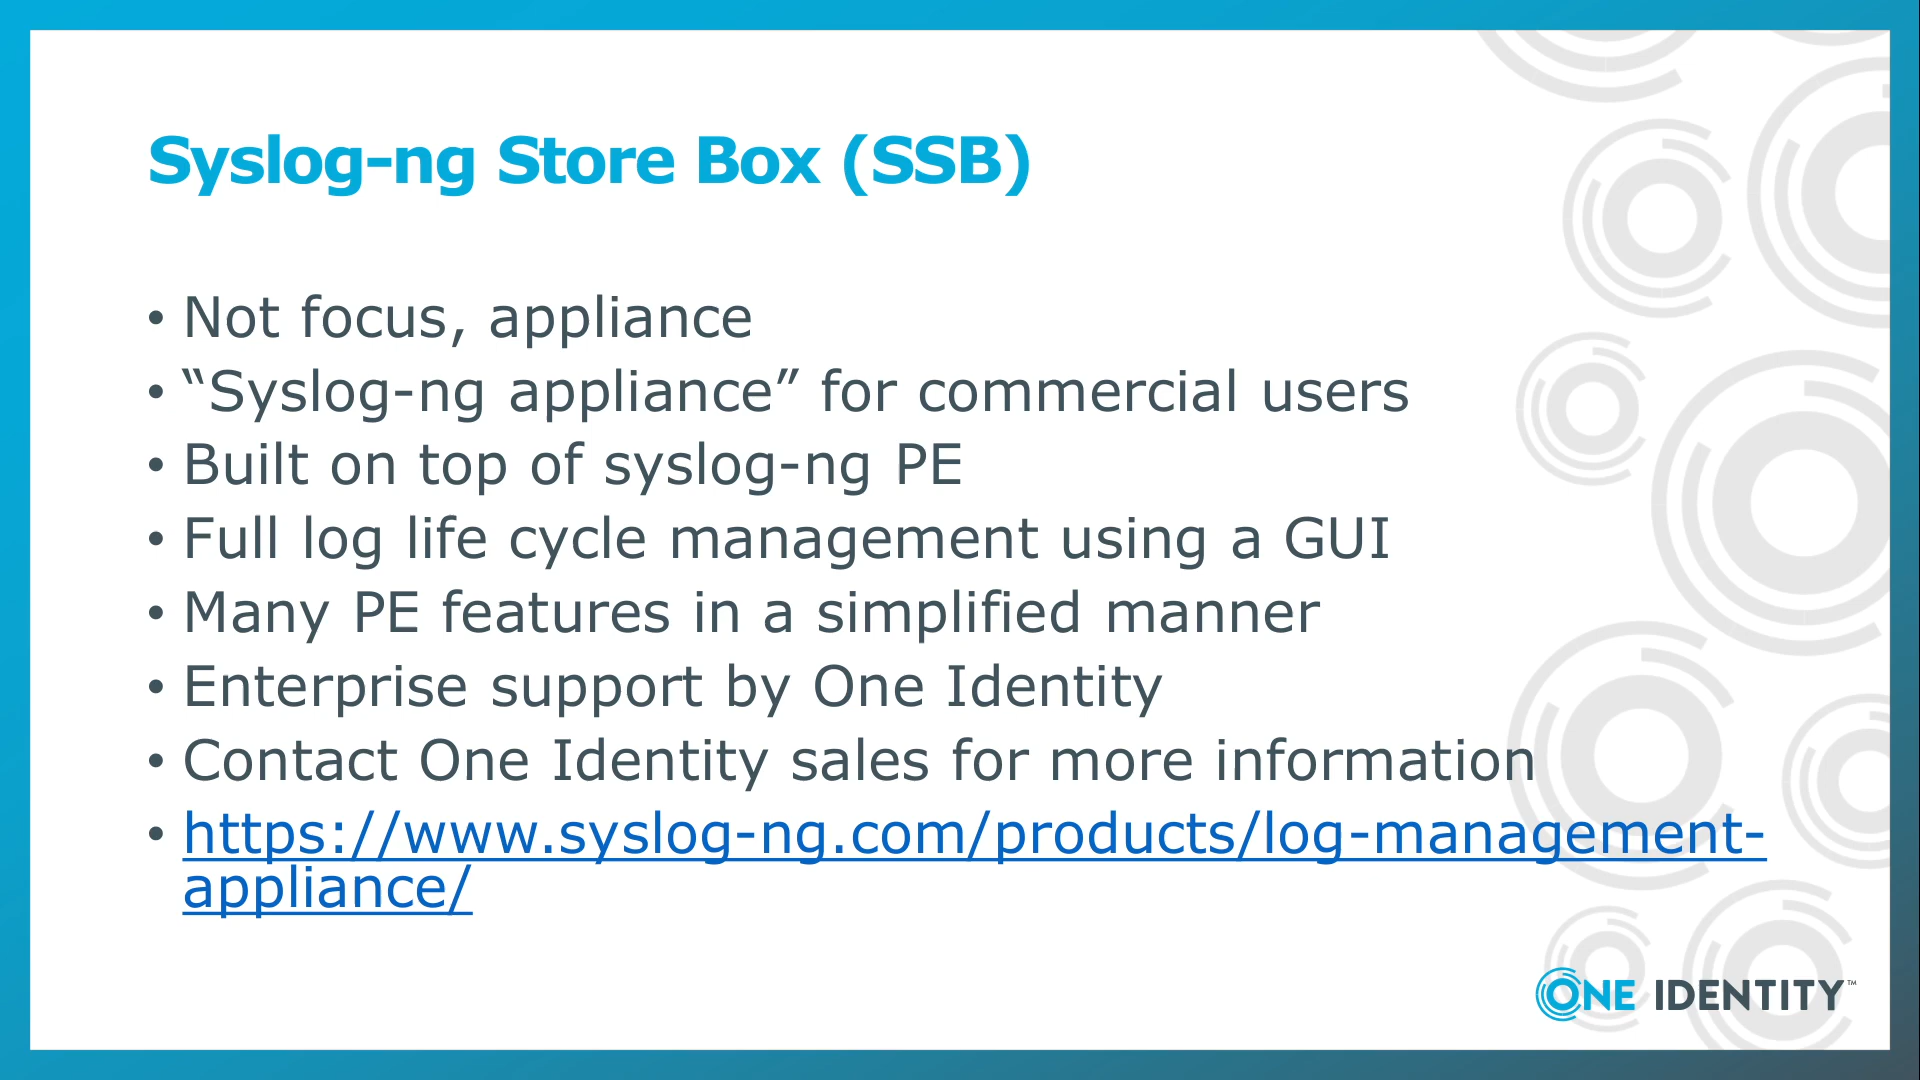 Syslog-ng Store Box (SSB)
• Not focus, appliance
• “Syslog-ng appliance” for commercial users
• Built on top of syslog-ng PE
• Full log life cycle management using a GUI
• Many PE features in a simplified manner
• Enterprise support by One Identity
• Contact One Identity sales for more information
• https://www.syslog-ng.com/products/log-management-
appliance/
ONE IDENTITY™